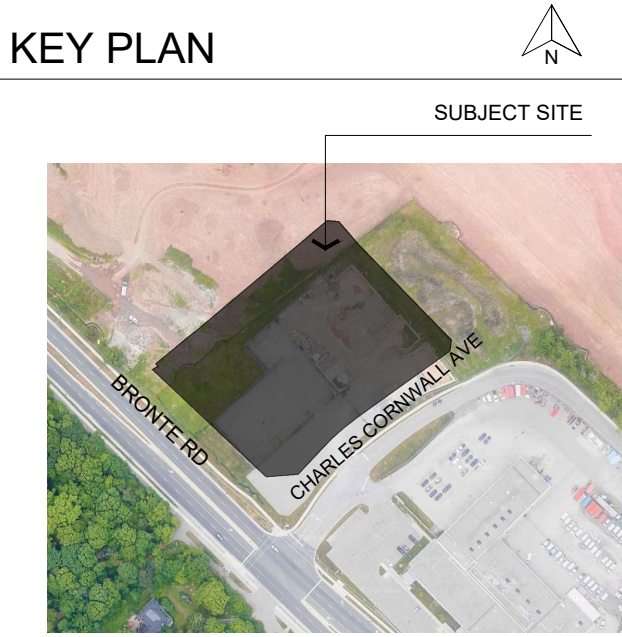 KEY PLAN
N
SUBJECT SITE
BRONTE RD
CHARLES CORNWALL AVE